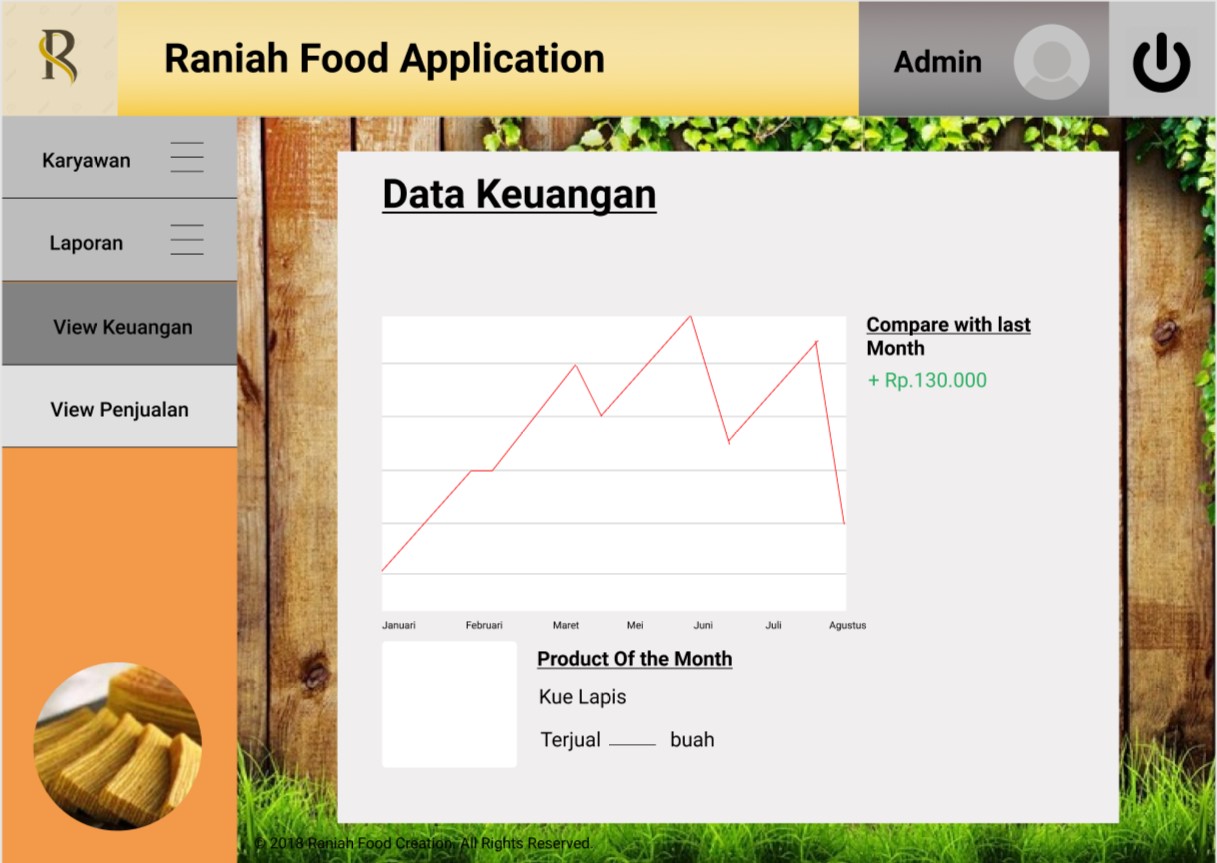 R
Raniah Food Application
Admin
Karyawan
Laporan
View Keuangan
View Penjualan
Data Keuangan
Compare with last
Month
+ Rp.130.000
Januari Februari Maret Mei Juni Juli Agustus
Product Of the Month
Kue Lapis
Terjual ____ buah
© 2018 Raniah Food Creation. All Rights Reserved.